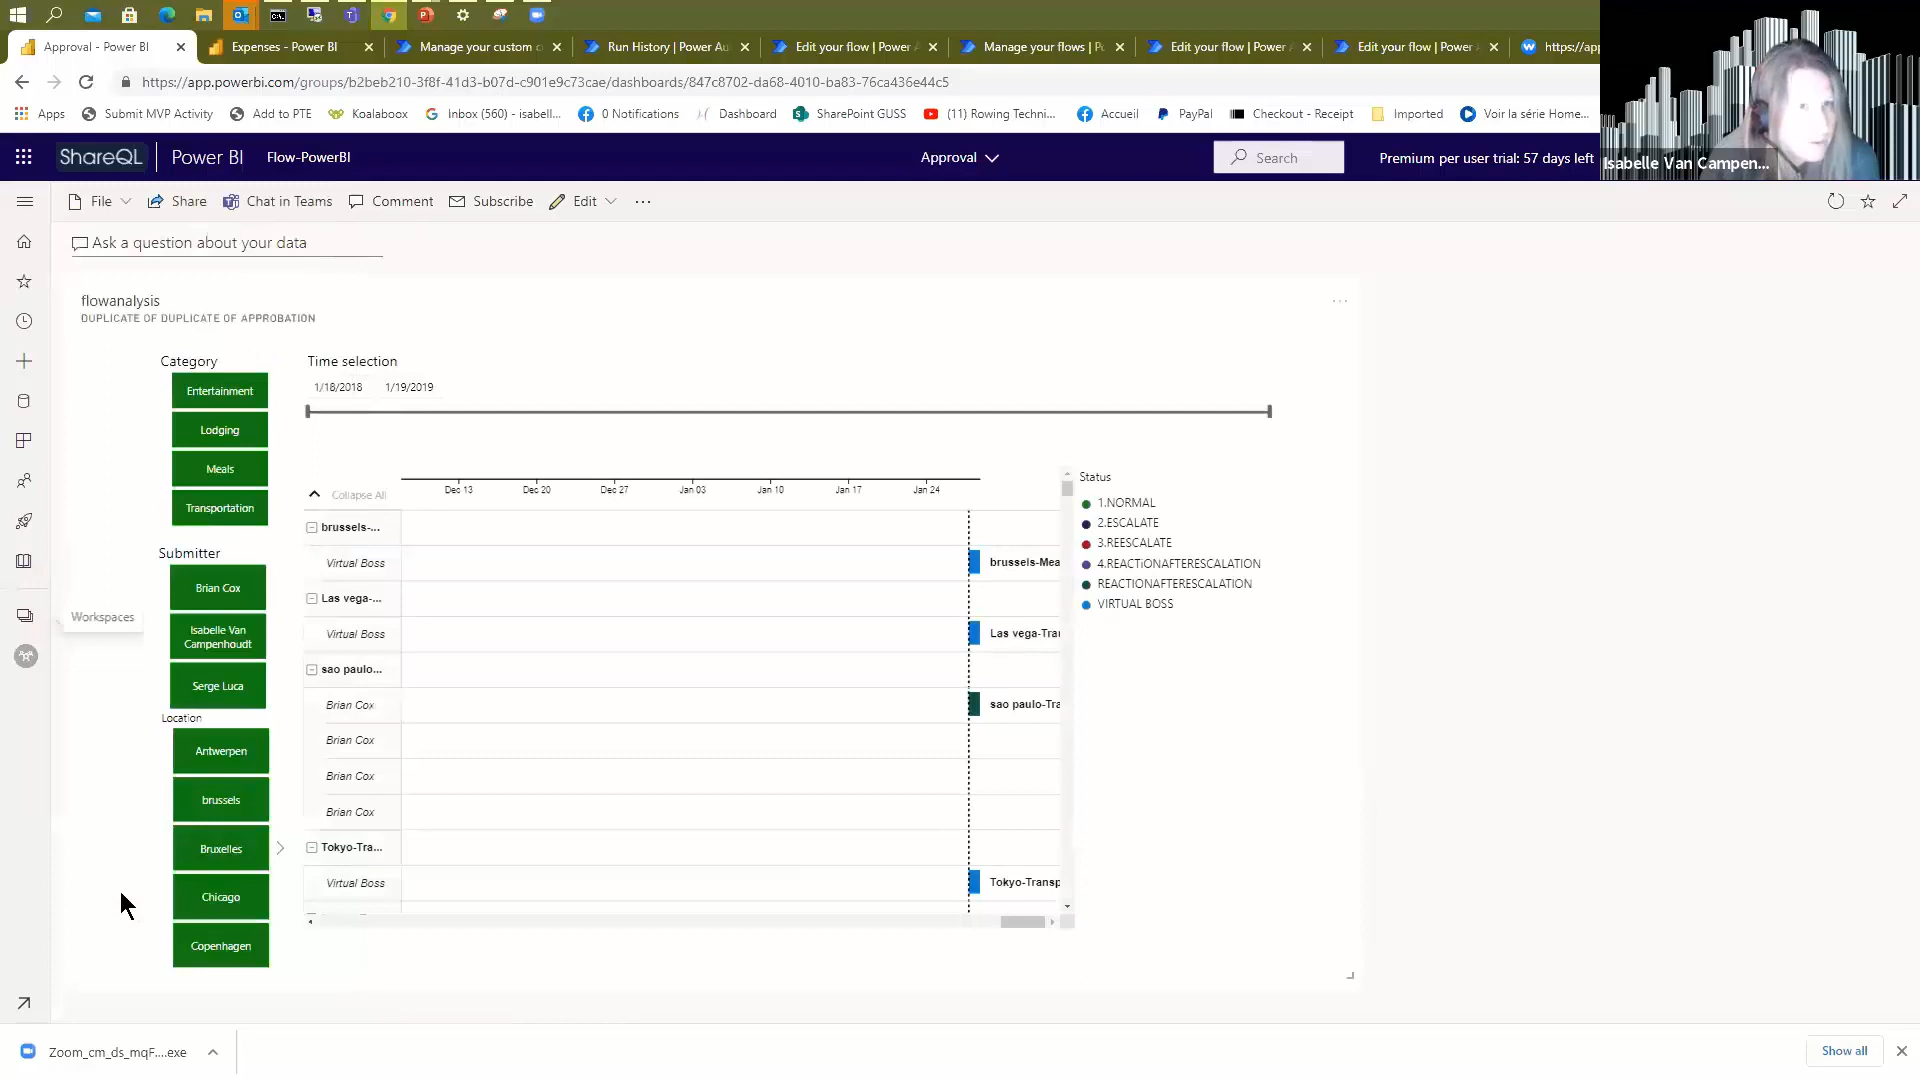 Approval - Power BI
Expenses - Power BI
Manage your custom c
Run History | Power Au
Edit your flow | Power A
Manage your flows | P
Edit your flow | Power A
Edit your flow | Power A
https://app
https://app.powerbi.com/groups/b2beb210-3f8f-41d3-b07d-c901e9c73cae/dashboards/847c8702-da68-4010-ba83-76ca436e44c5
Apps
Submit MVP Activity
Add to PTE
Koalaboox
Inbox (560) - isabell...
0 Notifications
Dashboard
SharePoint GUSS
(11) Rowing Techni...
Accueil
PayPal
Checkout - Receipt
Imported
Voir la série Home...
ShareQL
Power BI
Flow-PowerBI
Approval
Search
Premium per user trial: 57 days left
Isabelle Van Campen...
File
Share
Chat in Teams
Comment
Subscribe
Edit
Ask a question about your data
flowanalysis
DUPLICATE OF DUPLICATE OF APPROBATION
Category
Entertainment
Lodging
Meals
Transportation
Submitter
Brian Cox
Isabelle Van
Campenhoudt
Serge Luca
Location
Antwerpen
brussels
Bruxelles
Chicago
Copenhagen
Workspaces
Time selection
1/18/2018
1/19/2019
Collapse All
Dec 13
Dec 20
Dec 27
Jan 03
Jan 10
Jan 17
Jan 24
brussels-...
Virtual Boss
brussels-Mea
Las vega-...
Virtual Boss
Las vega-Tran
sao paulo...
Brian Cox
sao paulo-Tra
Brian Cox
Brian Cox
Brian Cox
Tokyo-Tra...
Virtual Boss
Tokyo-Transp
Status
1.NORMAL
2.ESCALATE
3.REESCALATE
4.REACTiONAFTERESCALATION
REACTIONAFTERESCALATION
VIRTUAL BOSS
Zoom_cm_ds_mqF....exe
Show all